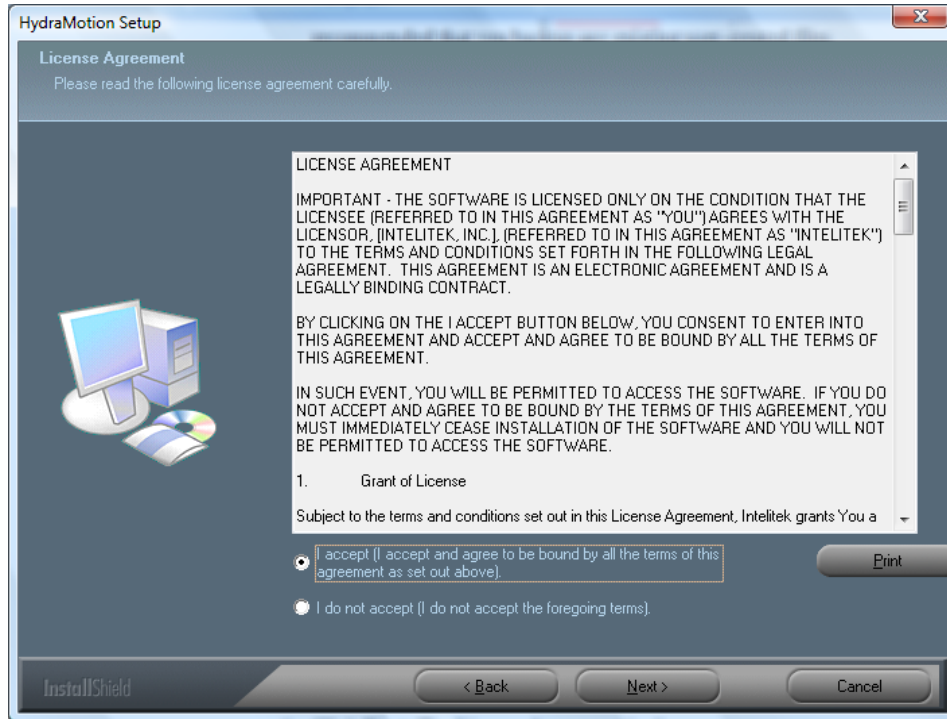 HydraMotion Setup
License Agreement
Please read the following license agreement carefully.
LICENSE AGREEMENT
IMPORTANT - THE SOFTWARE IS LICENSED ONLY ON THE CONDITION THAT THE
LICENSEE (REFERRED TO IN THIS AGREEMENT AS "YOU") AGREES WITH THE
LICENSOR, [INTELITEK, INC.], (REFERRED TO IN THIS AGREEMENT AS "INTELITEK")
TO THE TERMS AND CONDITIONS SET FORTH IN THE FOLLOWING LEGAL
AGREEMENT.  THIS AGREEMENT IS AN ELECTRONIC AGREEMENT AND IS A
LEGALLY BINDING CONTRACT.
BY CLICKING ON THE I ACCEPT BUTTON BELOW, YOU CONSENT TO ENTER INTO
THIS AGREEMENT AND ACCEPT AND AGREE TO BE BOUND BY ALL THE TERMS OF
THIS AGREEMENT.
IN SUCH EVENT, YOU WILL BE PERMITTED TO ACCESS THE SOFTWARE.  IF YOU DO
NOT ACCEPT AND AGREE TO BE BOUND BY THE TERMS OF THIS AGREEMENT, YOU
MUST IMMEDIATELY CEASE INSTALLATION OF THE SOFTWARE AND YOU WILL NOT
BE PERMITTED TO ACCESS THE SOFTWARE.
1. Grant of License
Subject to the terms and conditions set out in this License Agreement, Intelitek grants You a
I accept (I accept and agree to be bound by all the terms of this
agreement as set out above).
Print
I do not accept (I do not accept the foregoing terms).
InstallShield
< Back
Next >
Cancel